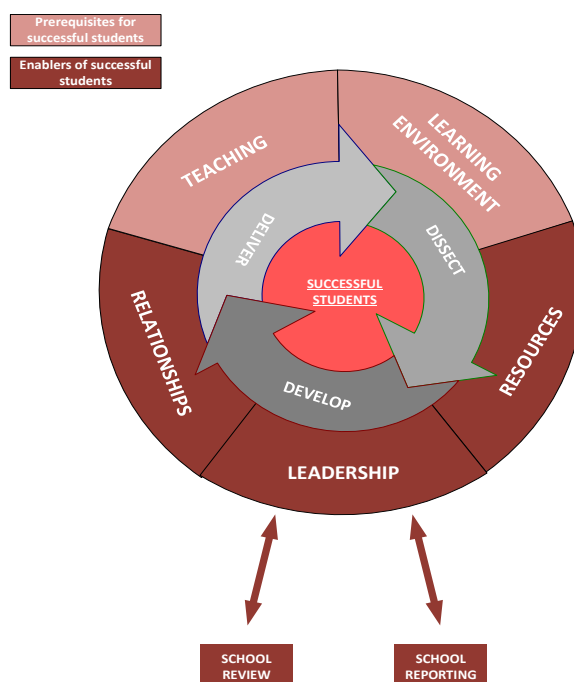 Prerequisites for
successful students
Enablers of successful
students
TEACHING
LEARNING
ENVIRONMENT
DELIVER
DISSECT
SUCCESSFUL
STUDENTS
RELATIONSHIPS
RESOURCES
DEVELOP
LEADERSHIP
SCHOOL
REVIEW
SCHOOL
REPORTING